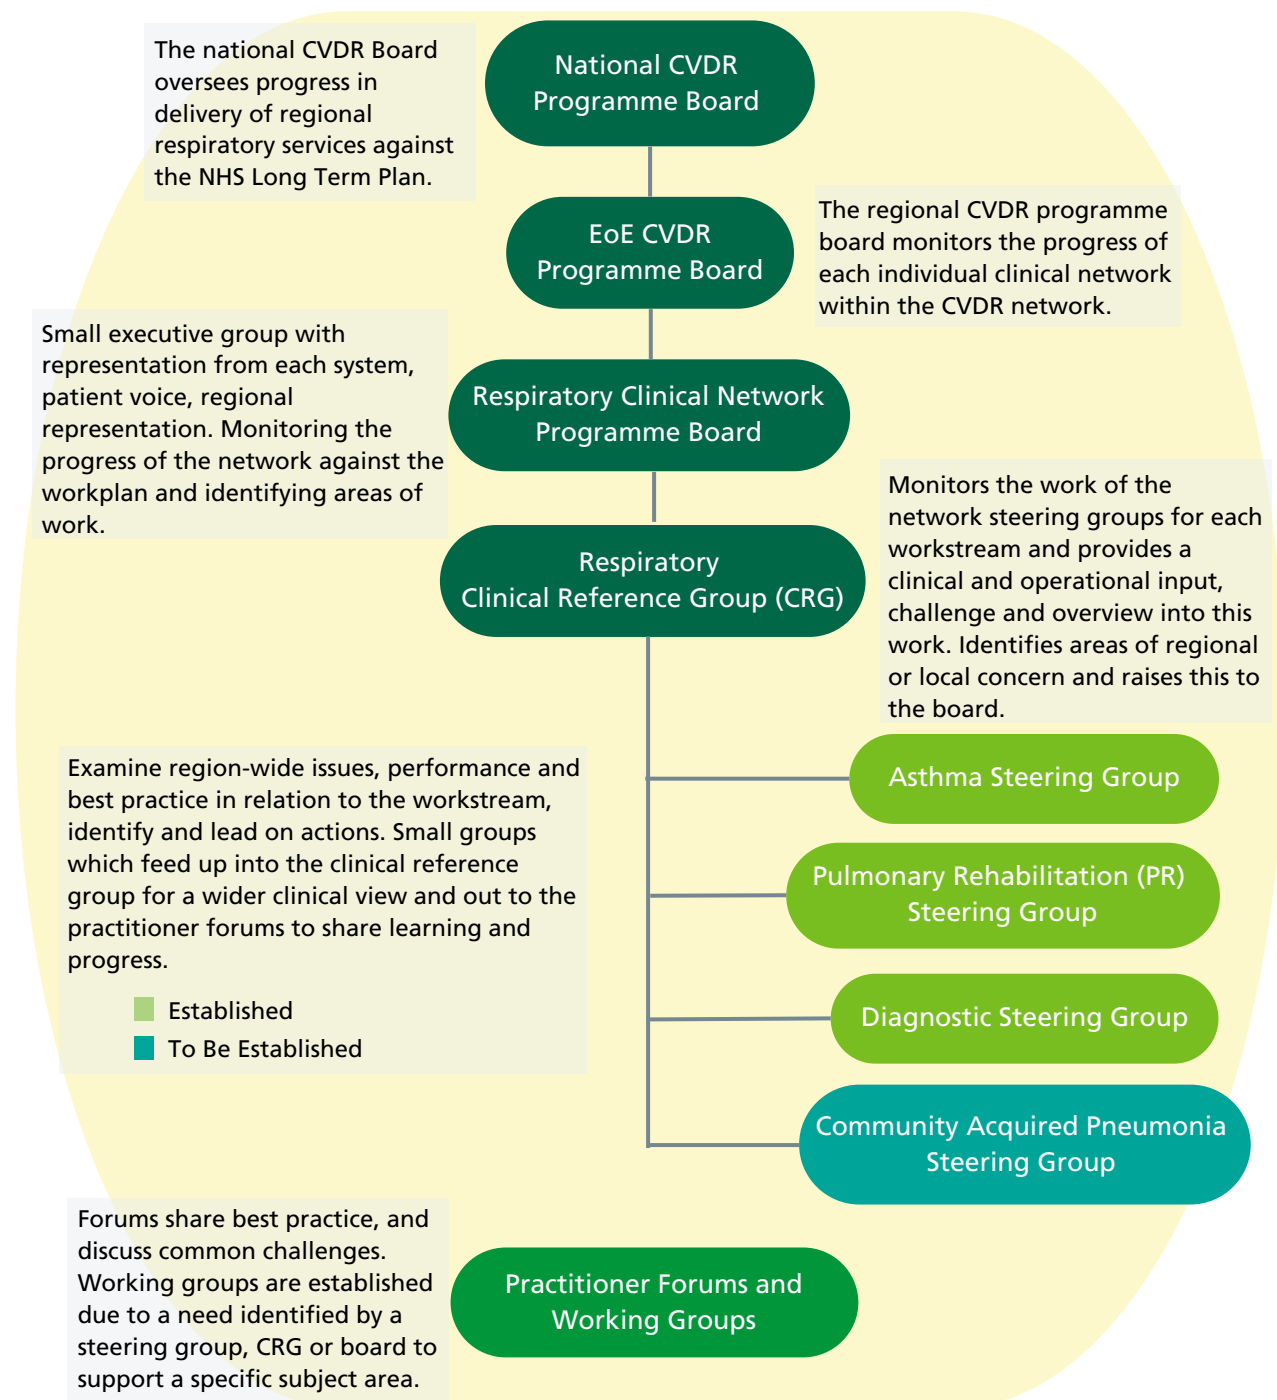 The national CVDR Board
oversees progress in
delivery of regional
respiratory services against
the NHS Long Term Plan.
National CVDR
Programme Board
EoE CVDR
Programme Board
The regional CVDR programme
board monitors the progress of
each individual clinical network
within the CVDR network.
Small executive group with
representation from each system,
patient voice, regional
representation. Monitoring the
progress of the network against the
workplan and identifying areas of
work.
Respiratory Clinical Network
Programme Board
Respiratory
Clinical Reference Group (CRG)
Monitors the work of the
network steering groups for each
workstream and provides a
clinical and operational input,
challenge and overview into this
work. Identifies areas of regional
or local concern and raises this to
the board.
Examine region-wide issues, performance and
best practice in relation to the workstream,
identify and lead on actions. Small groups
which feed up into the clinical reference
group for a wider clinical view and out to the
practitioner forums to share learning and
progress.
Established
To Be Established
Asthma Steering Group
Pulmonary Rehabilitation (PR)
Steering Group
Diagnostic Steering Group
Community Acquired Pneumonia
Steering Group
Forums share best practice, and
discuss common challenges.
Working groups are established
due to a need identified by a
steering group, CRG or board to
support a specific subject area.
Practitioner Forums and
Working Groups